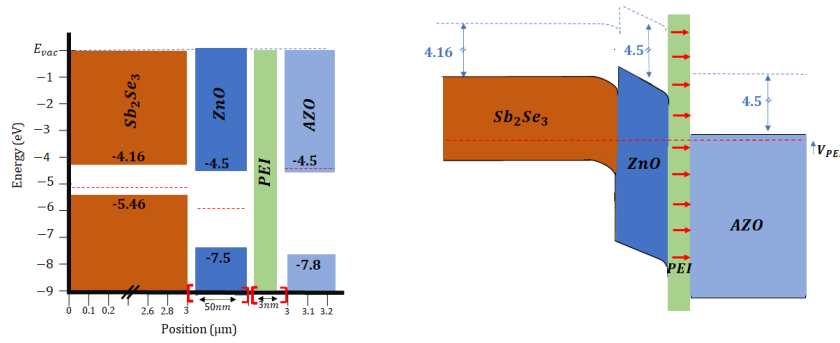 E_vac
−1
−2
−3
−4
−5
−6
−7
−8
−9
Energy (eV)
Sb₂Se₃
-4.16
-5.46
ZnO
-4.5
-7.5
PEI
AZO
-4.5
-7.8
0
0.1
0.2
2.6
2.8
3
50nm
3nm
3
3.1
3.2
Position (μm)
4.16
4.5
4.5
Sb₂Se₃
ZnO
PEI
AZO